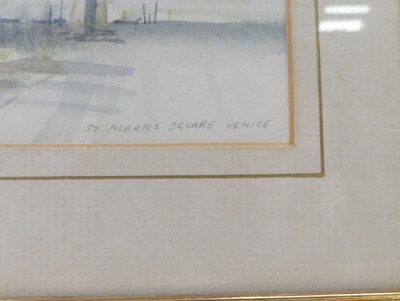 ST MARK'S SQUARE - VENICE